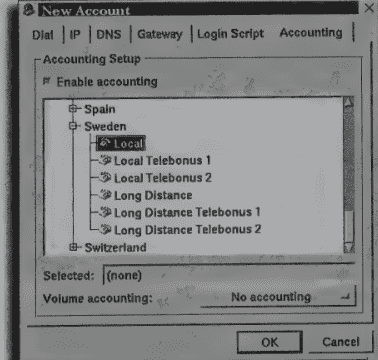 New Account
Dial IP DNS Gateway Login Script Accounting
Accounting Setup
Enable accounting
Spain
Sweden
Local
Local Telebonus 1
Local Telebonus 2
Long Distance
Long Distance Telebonus 1
Long Distance Telebonus 2
Switzerland
Selected: (none)
Volume accounting: No accounting
OK Cancel